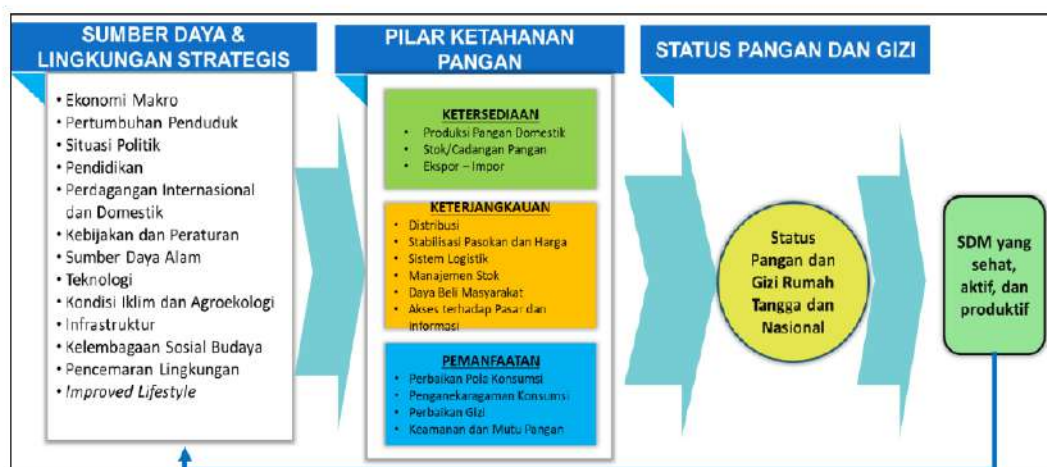 SUMBER DAYA &
LINGKUNGAN STRATEGIS
• Ekonomi Makro
• Pertumbuhan Penduduk
• Situasi Politik
• Pendidikan
• Perdagangan Internasional
dan Domestik
• Kebijakan dan Peraturan
• Sumber Daya Alam
• Teknologi
• Kondisi Iklim dan Agroekologi
• Infrastruktur
• Kelembagaan Sosial Budaya
• Pencemaran Lingkungan
• Improved Lifestyle
PILAR KETAHANAN
PANGAN
KETERSEDIAAN
• Produksi Pangan Domestik
• Stok/Cadangan Pangan
• Ekspor – Impor
KETERJANGKAUAN
• Distribusi
• Stabilisasi Pasokan dan Harga
• Sistem Logistik
• Manajemen Stok
• Daya Beli Masyarakat
• Akses terhadap Pasar dan
Informasi
PEMANFAATAN
• Perbaikan Pola Konsumsi
• Penganekaragaman Konsumsi
• Perbaikan Gizi
• Keamanan dan Mutu Pangan
STATUS PANGAN DAN GIZI
Status
Pangan dan
Gizi Rumah
Tangga dan
Nasional
SDM yang
sehat,
aktif, dan
produktif